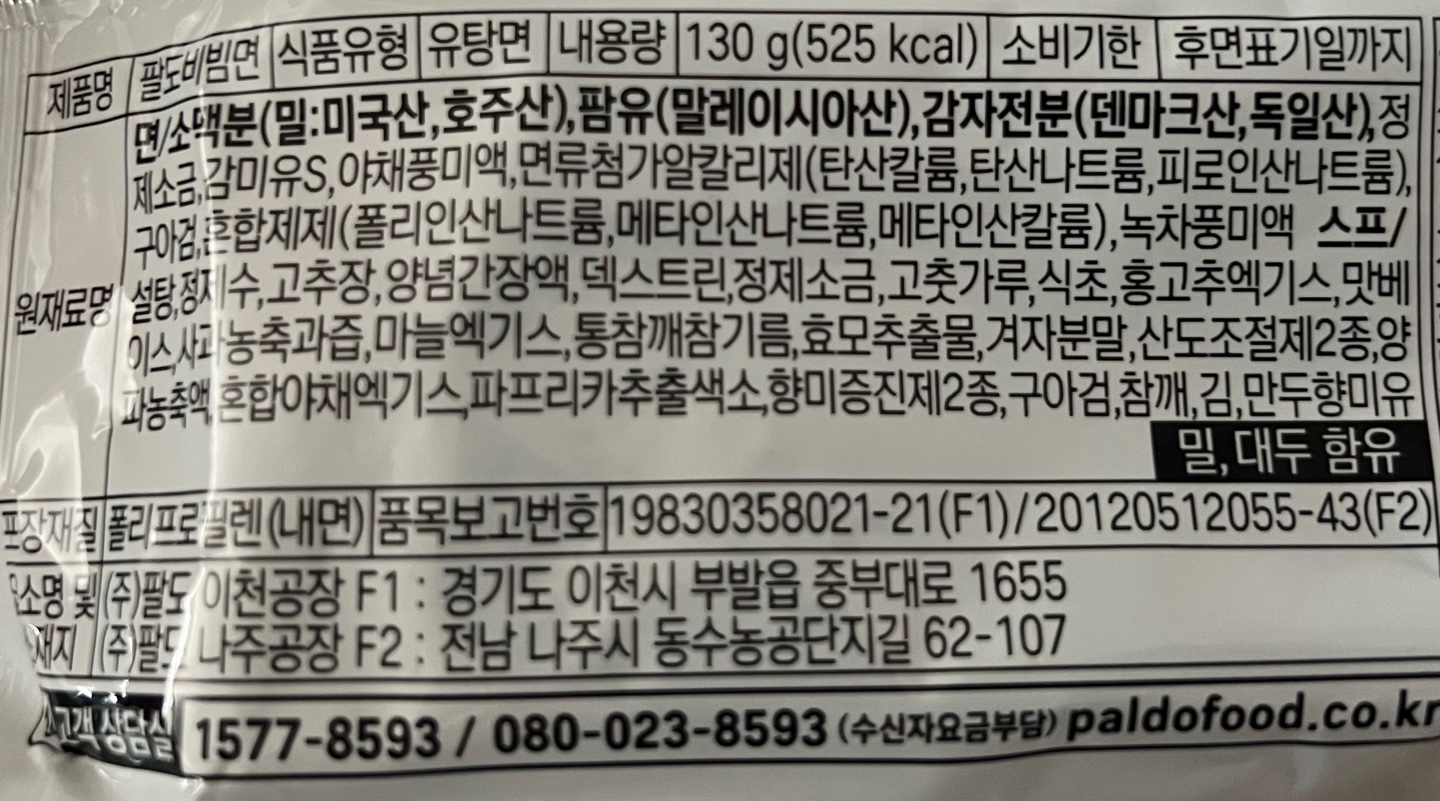 제품명 팔도비빔면 식품유형 유탕면 내용량 130 g(525 kcal) 소비기한 후면표기일까지
면/소맥분(밀:미국산,호주산),팜유(말레이시아산),감자전분(덴마크산,독일산),정
제소금,감미유S,야채풍미액,면류첨가알칼리제(탄산칼륨,탄산나트륨,피로인산나트륨),
구아검,혼합제제(폴리인산나트륨,메타인산나트륨,메타인산칼륨),녹차풍미액 스프/
원재료명 설탕,정제수,고추장,양념간장액,덱스트린,정제소금,고춧가루,식초,홍고추엑기스,맛베
이스,사과농축과즙,마늘엑기스,통참깨참기름,효모추출물,겨자분말,산도조절제2종,양
파농축액,혼합야채엑기스,파프리카추출색소,향미증진제2종,구아검,참깨,김,만두향미유
밀,대두 함유
포장재질 폴리프로필렌(내면) 품목보고번호 19830358021-21(F1)/20120512055-43(F2)
업소명 및 (주)팔도 이천공장 F1 : 경기도 이천시 부발읍 중부대로 1655
소재지 (주)팔도 나주공장 F2 : 전남 나주시 동수농공단지길 62-107
고객상담실 1577-8593 / 080-023-8593 (수신자요금부담) paldofood.co.kr